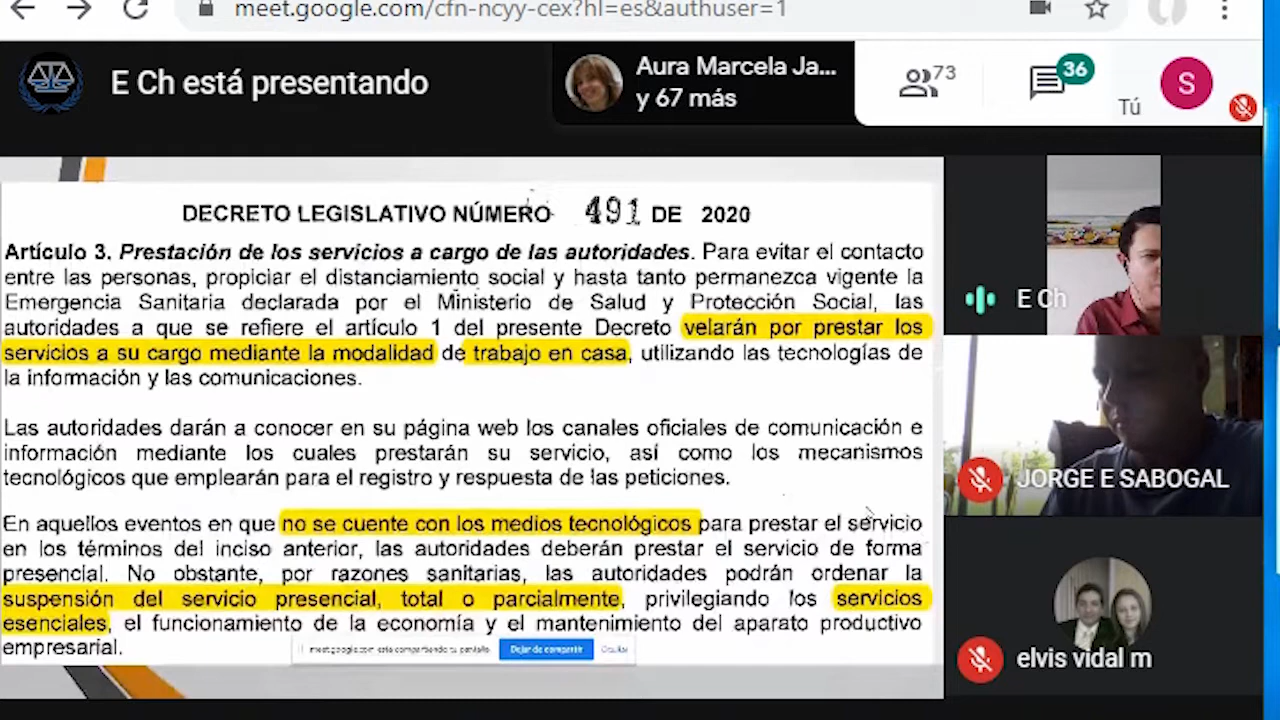 meet.google.com/cfn-ncyy-cex?hl=es&authuser=1
E Ch está presentando
Aura Marcela Ja...
y 67 más
73
36
Tú
S
DECRETO LEGISLATIVO NÚMERO 491 DE 2020
Artículo 3. Prestación de los servicios a cargo de las autoridades. Para evitar el contacto
entre las personas, propiciar el distanciamiento social y hasta tanto permanezca vigente la
Emergencia Sanitaria declarada por el Ministerio de Salud y Protección Social, las
autoridades a que se refiere el artículo 1 del presente Decreto velarán por prestar los
servicios a su cargo mediante la modalidad de trabajo en casa, utilizando las tecnologías de
la información y las comunicaciones.
Las autoridades darán a conocer en su página web los canales oficiales de comunicación e
información mediante los cuales prestarán su servicio, así como los mecanismos
tecnológicos que emplearán para el registro y respuesta de las peticiones.
En aquellos eventos en que no se cuente con los medios tecnológicos para prestar el servicio
en los términos del inciso anterior, las autoridades deberán prestar el servicio de forma
presencial. No obstante, por razones sanitarias, las autoridades podrán ordenar la
suspensión del servicio presencial, total o parcialmente, privilegiando los servicios
esenciales, el funcionamiento de la economía y el mantenimiento del aparato productivo
empresarial.
meet.google.com está compartiendo tu pantalla.
Dejar de compartir
Ocultar
E Ch
JORGE E SABOGAL
elvis vidal m